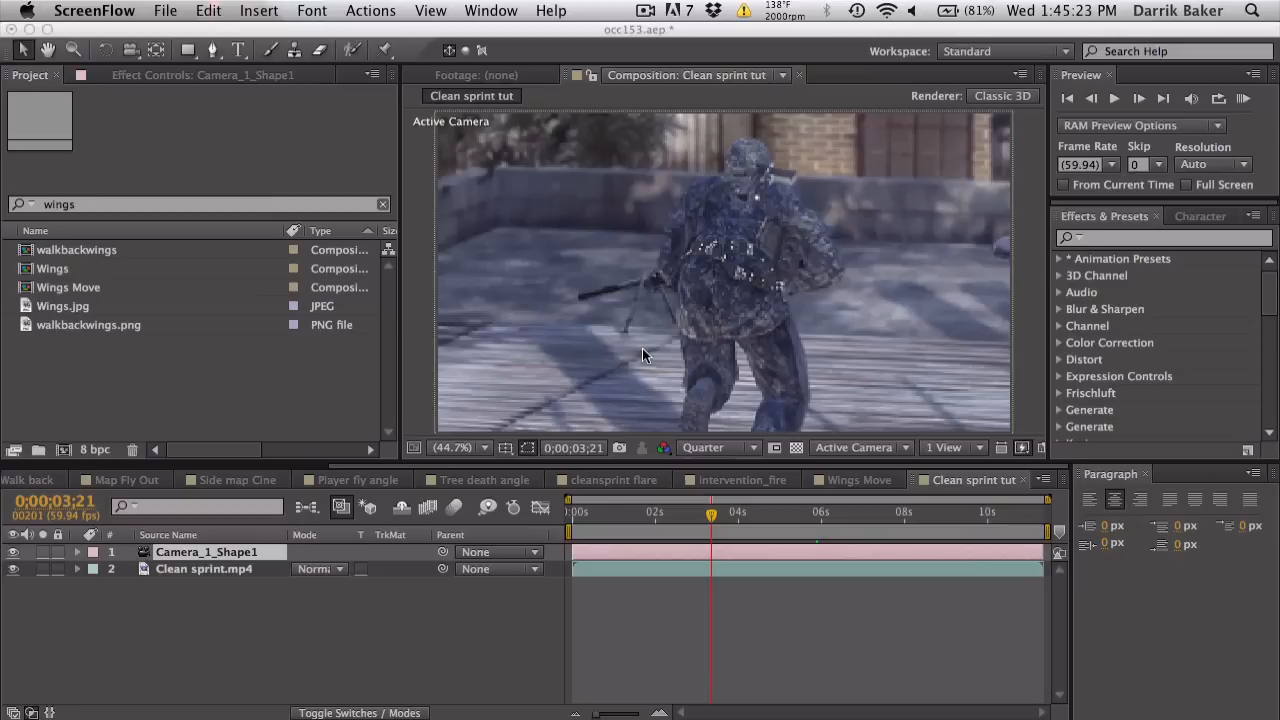 ScreenFlow File Edit Insert Font Actions View Window Help 7 138°F 2000rpm (81%) Wed 1:45:23 PM Darrik Baker
occ153.aep *
Workspace: Standard Search Help
Project Effect Controls: Camera_1_Shape1
Footage: (none) Composition: Clean sprint tut
Clean sprint tut Renderer: Classic 3D
Active Camera
wings
Name Type Siz
walkbackwings Composi...
Wings Composi...
Wings Move Composi...
Wings.jpg JPEG
walkbackwings.png PNG file
8 bpc
(44.7%) 0;00;03;21 Quarter Active Camera 1 View
Preview
RAM Preview Options
Frame Rate Skip Resolution
(59.94) 0 Auto
From Current Time Full Screen
Effects & Presets Character
* Animation Presets
3D Channel
Audio
Blur & Sharpen
Channel
Color Correction
Distort
Expression Controls
Frischluft
Generate
Generate
Walk back Map Fly Out Side map Cine Player fly angle Tree death angle cleansprint flare intervention_fire Wings Move Clean sprint tut
0;00;03;21
00201 (59.94 fps)
:00s 02s 04s 06s 08s 10s
# Source Name Mode T TrkMat Parent
1 Camera_1_Shape1 None
2 Clean sprint.mp4 Norma None
Toggle Switches / Modes
Paragraph
0 px 0 px 0 px
0 px 0 px